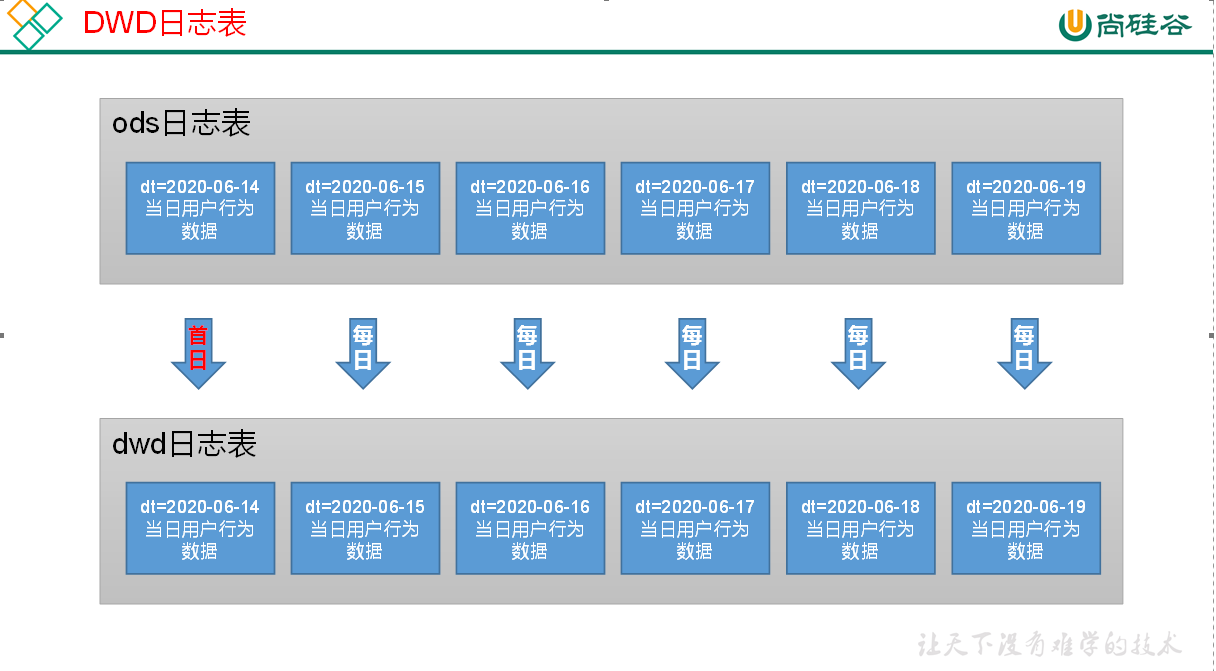 DWD日志表
尚硅谷
ods日志表
dt=2020-06-14
当日用户行为
数据
dt=2020-06-15
当日用户行为
数据
dt=2020-06-16
当日用户行为
数据
dt=2020-06-17
当日用户行为
数据
dt=2020-06-18
当日用户行为
数据
dt=2020-06-19
当日用户行为
数据
首
日
每
日
每
日
每
日
每
日
每
日
dwd日志表
dt=2020-06-14
当日用户行为
数据
dt=2020-06-15
当日用户行为
数据
dt=2020-06-16
当日用户行为
数据
dt=2020-06-17
当日用户行为
数据
dt=2020-06-18
当日用户行为
数据
dt=2020-06-19
当日用户行为
数据
让天下没有难学的技术